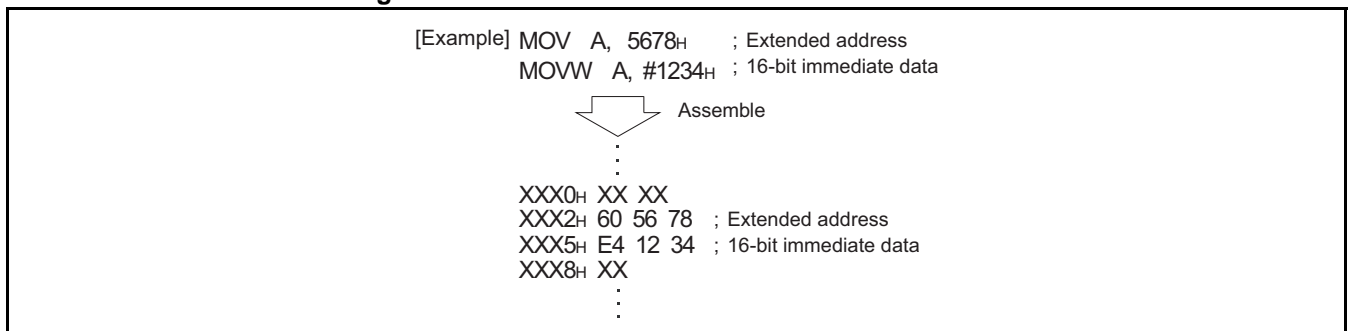 [Example] MOV A, 5678H ; Extended address
MOVW A, #1234H ; 16-bit immediate data
Assemble
XXX0H XX XX
XXX2H 60 56 78 ; Extended address
XXX5H E4 12 34 ; 16-bit immediate data
XXX8H XX